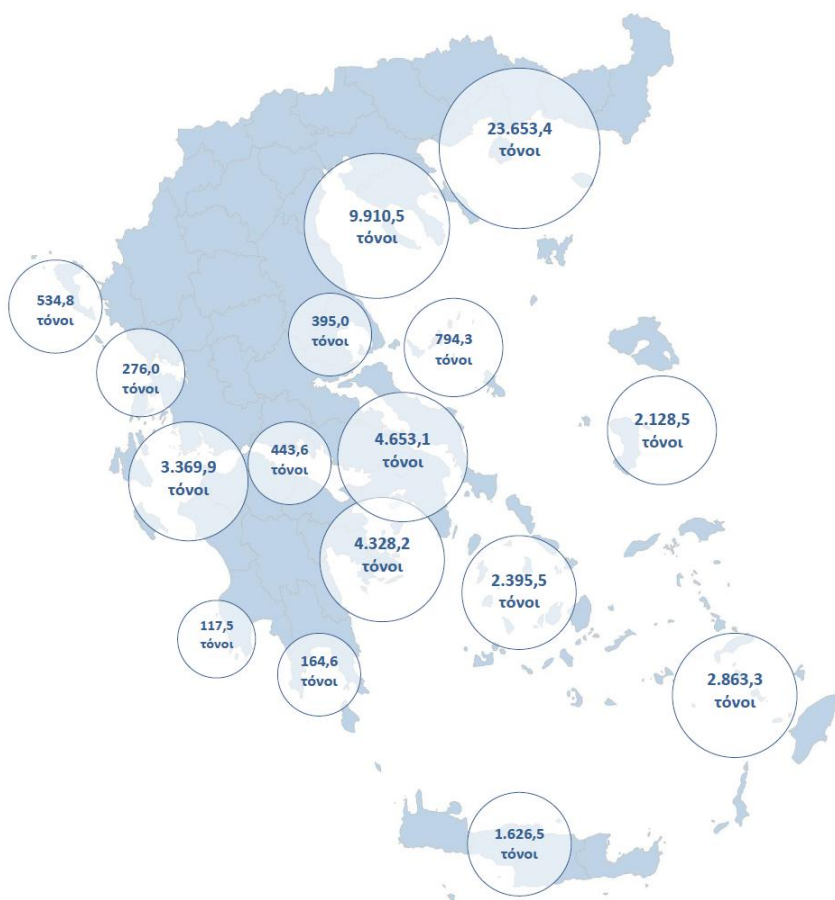 23.653,4
τόνοι
9.910,5
τόνοι
534,8
τόνοι
395,0
τόνοι
794,3
τόνοι
276,0
τόνοι
2.128,5
τόνοι
4.653,1
τόνοι
443,6
τόνοι
3.369,9
τόνοι
4.328,2
τόνοι
2.395,5
τόνοι
117,5
τόνοι
164,6
τόνοι
2.863,3
τόνοι
1.626,5
τόνοι